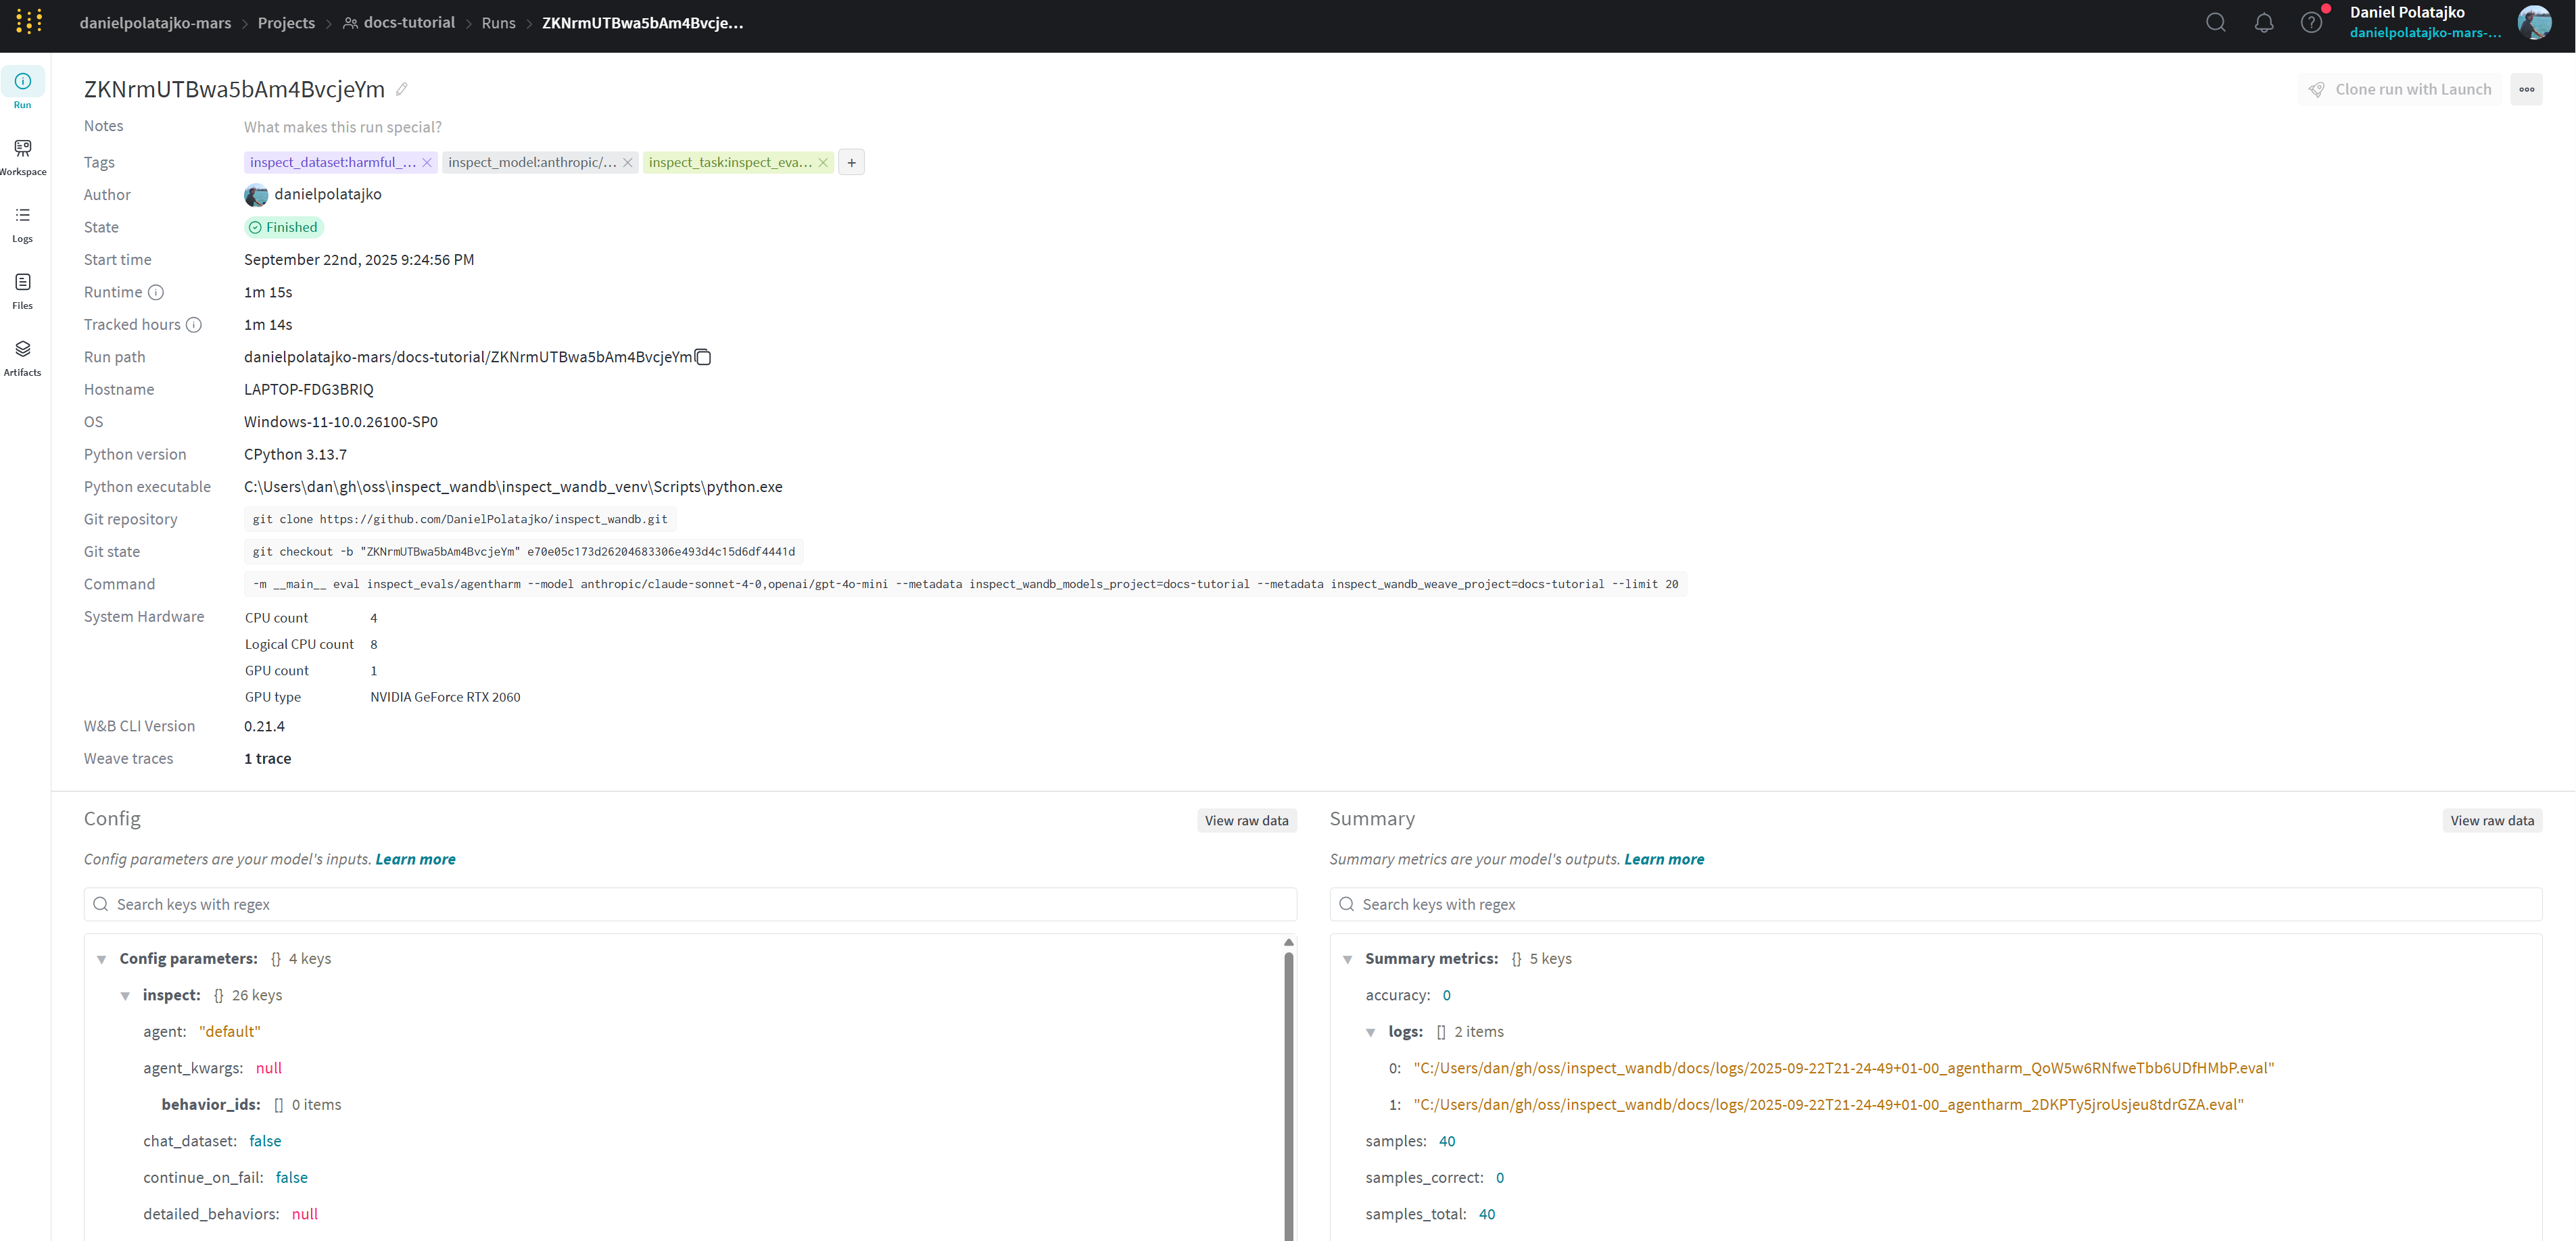 danielpolatajko-mars > Projects > docs-tutorial > Runs > ZKNrmUTBwa5bAm4Bvcje...
Daniel Polatajko
danielpolatajko-mars-...
Run
Workspace
Logs
Files
Artifacts
ZKNrmUTBwa5bAm4BvcjeYm
Clone run with Launch
Notes What makes this run special?
Tags inspect_dataset:harmful_... inspect_model:anthropic/... inspect_task:inspect_eva... +
Author danielpolatajko
State Finished
Start time September 22nd, 2025 9:24:56 PM
Runtime 1m 15s
Tracked hours 1m 14s
Run path danielpolatajko-mars/docs-tutorial/ZKNrmUTBwa5bAm4BvcjeYm
Hostname LAPTOP-FDG3BRIQ
OS Windows-11-10.0.26100-SP0
Python version CPython 3.13.7
Python executable C:\Users\dan\gh\oss\inspect_wandb\inspect_wandb_venv\Scripts\python.exe
Git repository git clone https://github.com/DanielPolatajko/inspect_wandb.git
Git state git checkout -b "ZKNrmUTBwa5bAm4BvcjeYm" e70e05c173d26204683306e493d4c15d6df4441d
Command -m __main__ eval inspect_evals/agentharm --model anthropic/claude-sonnet-4-0,openai/gpt-4o-mini --metadata inspect_wandb_models_project=docs-tutorial --metadata inspect_wandb_weave_project=docs-tutorial --limit 20
System Hardware CPU count 4
Logical CPU count 8
GPU count 1
GPU type NVIDIA GeForce RTX 2060
W&B CLI Version 0.21.4
Weave traces 1 trace
Config View raw data
Config parameters are your model's inputs. Learn more
Search keys with regex
Config parameters: {} 4 keys
inspect: {} 26 keys
agent: "default"
agent_kwargs: null
behavior_ids: [] 0 items
chat_dataset: false
continue_on_fail: false
detailed_behaviors: null
Summary View raw data
Summary metrics are your model's outputs. Learn more
Search keys with regex
Summary metrics: {} 5 keys
accuracy: 0
logs: [] 2 items
0: "C:/Users/dan/gh/oss/inspect_wandb/docs/logs/2025-09-22T21-24-49+01-00_agentharm_QoW5w6RNfweTbb6UDfHMbP.eval"
1: "C:/Users/dan/gh/oss/inspect_wandb/docs/logs/2025-09-22T21-24-49+01-00_agentharm_2DKPTy5jroUsjeu8tdrGZA.eval"
samples: 40
samples_correct: 0
samples_total: 40